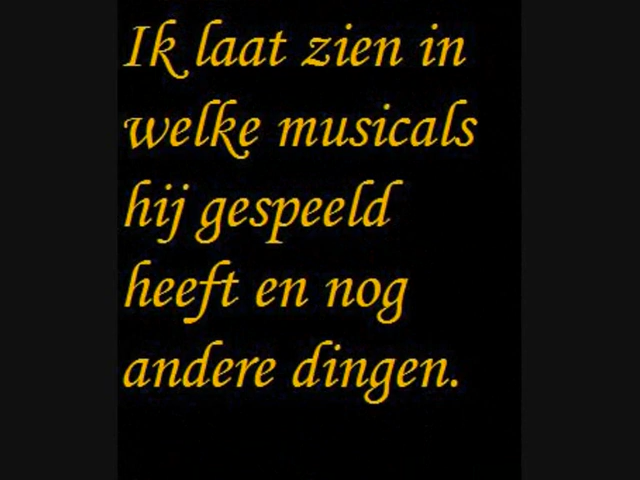 Ik laat zien in
welke musicals
hij gespeeld
heeft en nog
andere dingen.